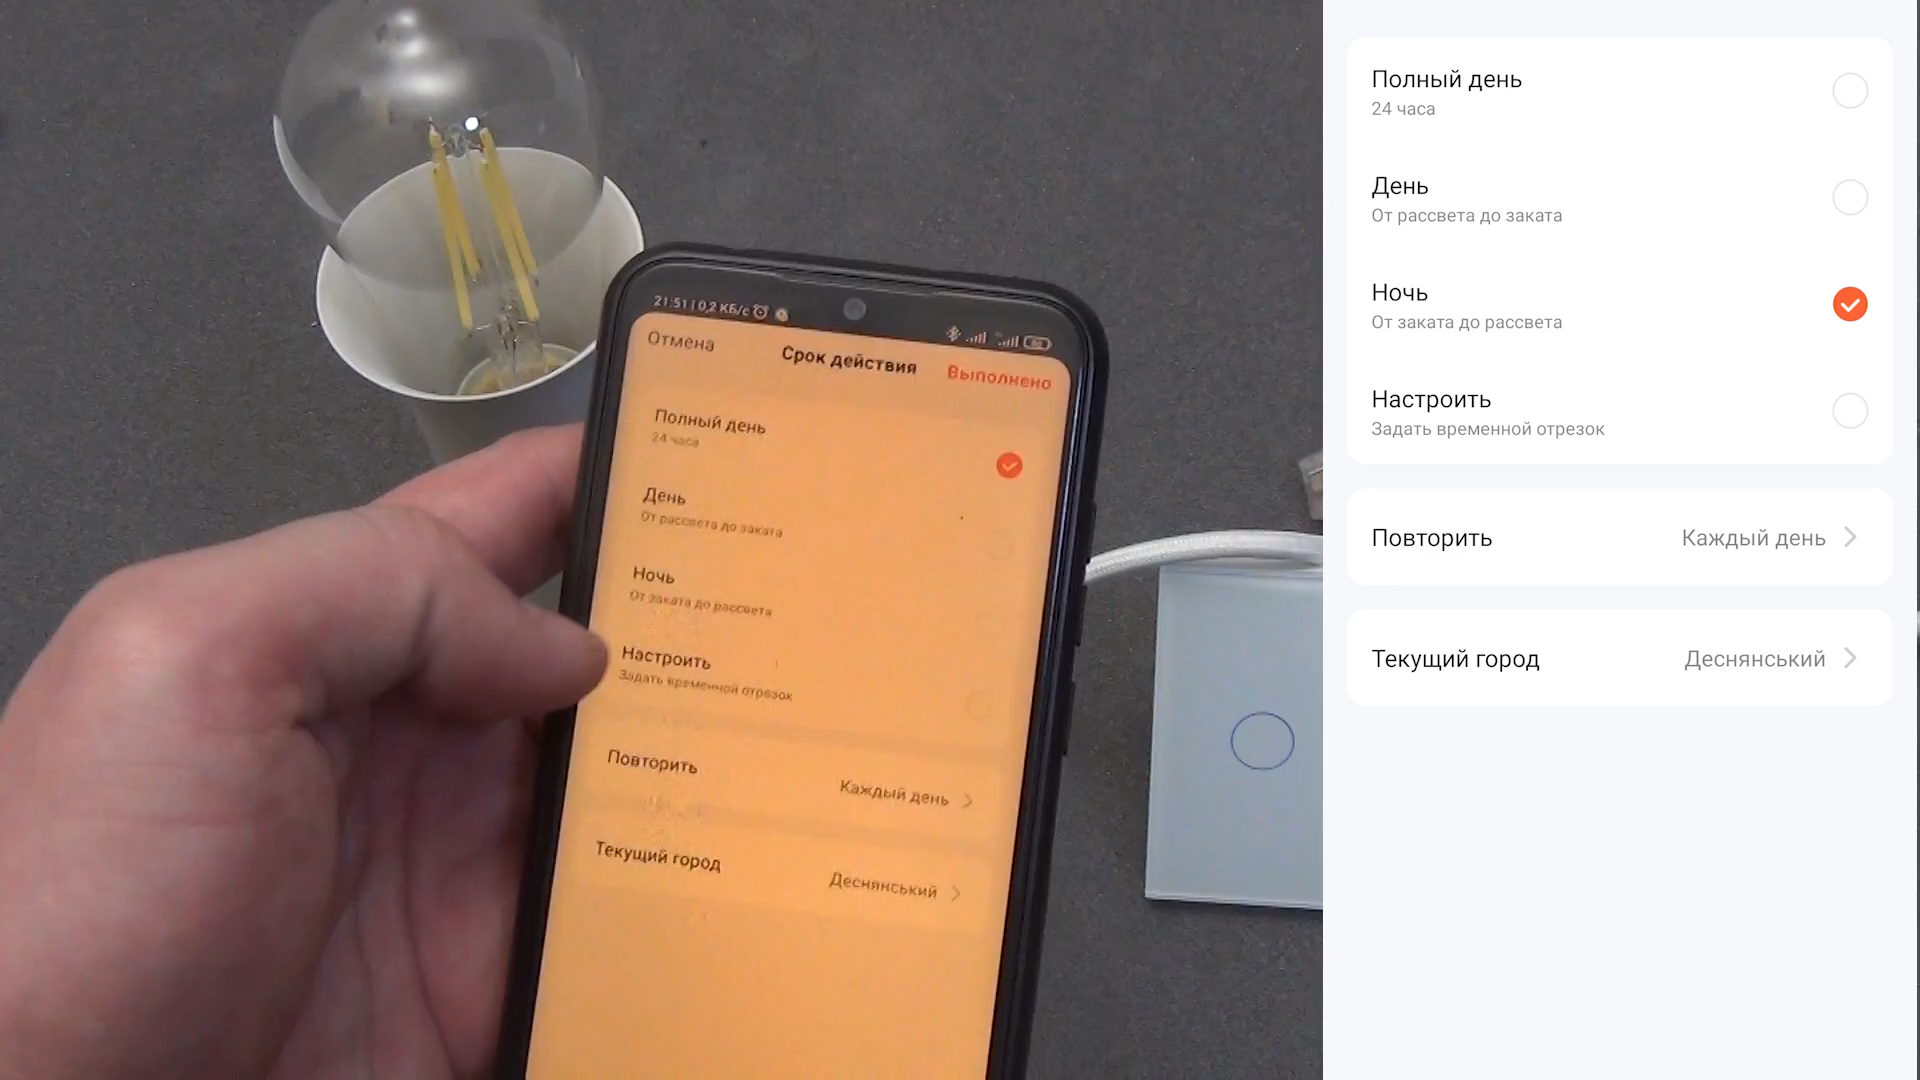 21:51 | 0,2 КБ/с
Отмена
Срок действия
Выполнено
Полный день
24 часа
День
От рассвета до заката
Ночь
От заката до рассвета
Настроить
Задать временной отрезок
Повторить
Каждый день
Текущий город
Деснянський
Полный день
24 часа
День
От рассвета до заката
Ночь
От заката до рассвета
Настроить
Задать временной отрезок
Повторить
Каждый день
Текущий город
Деснянський